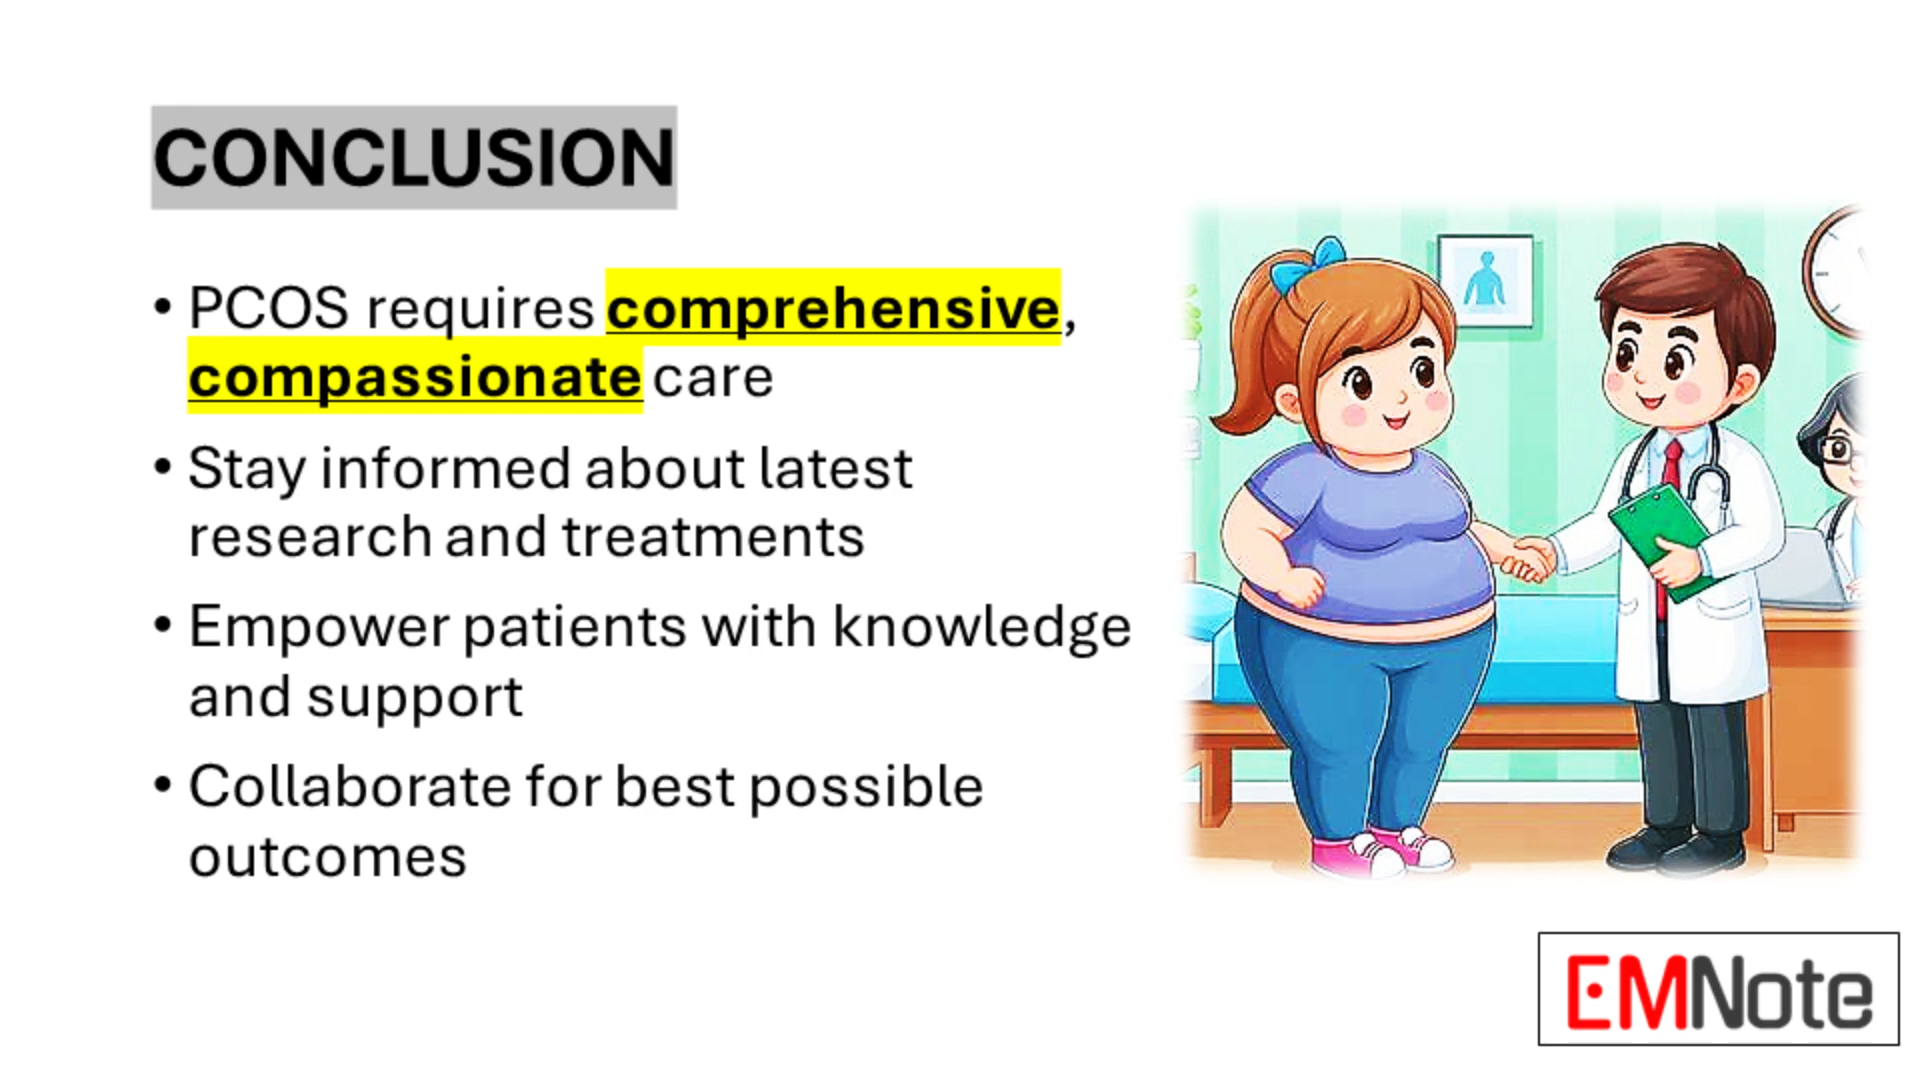 CONCLUSION
• PCOS requires comprehensive,
compassionate care
• Stay informed about latest
research and treatments
• Empower patients with knowledge
and support
• Collaborate for best possible
outcomes
EMNote